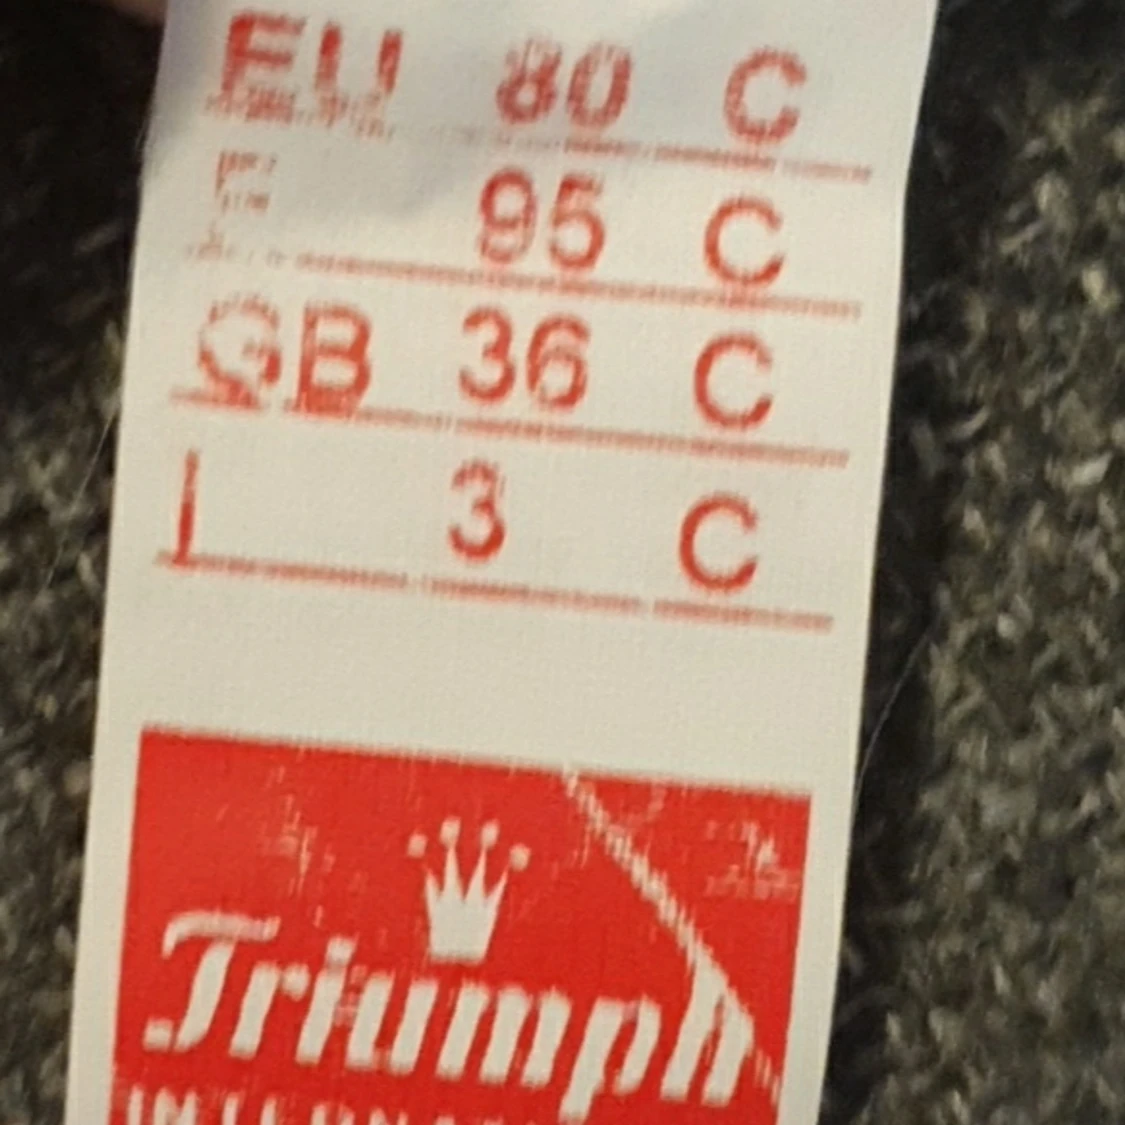 EU 80 C
F 95 C
GB 36 C
I 3 C
Triumph